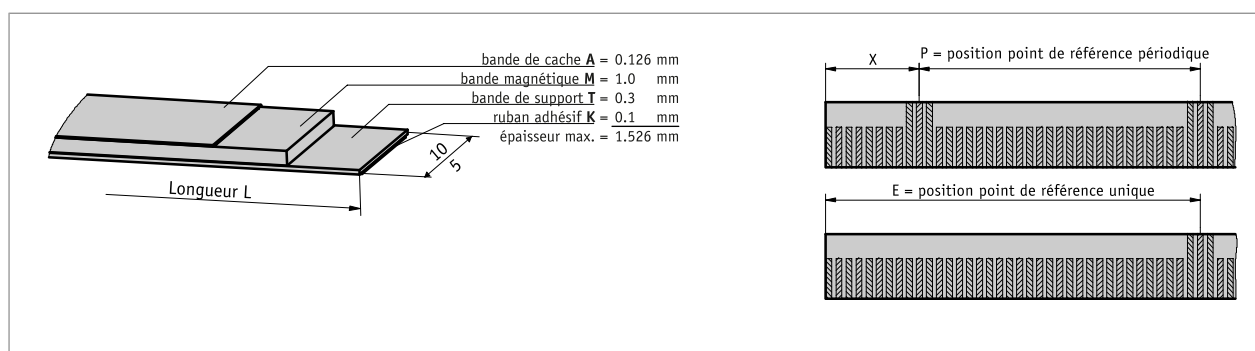 bande de cache A = 0.126 mm
bande magnétique M = 1.0 mm
bande de support T = 0.3 mm
ruban adhésif K = 0.1 mm
épaisseur max. = 1.526 mm
10
5
Longueur L
X
P = position point de référence périodique
E = position point de référence unique